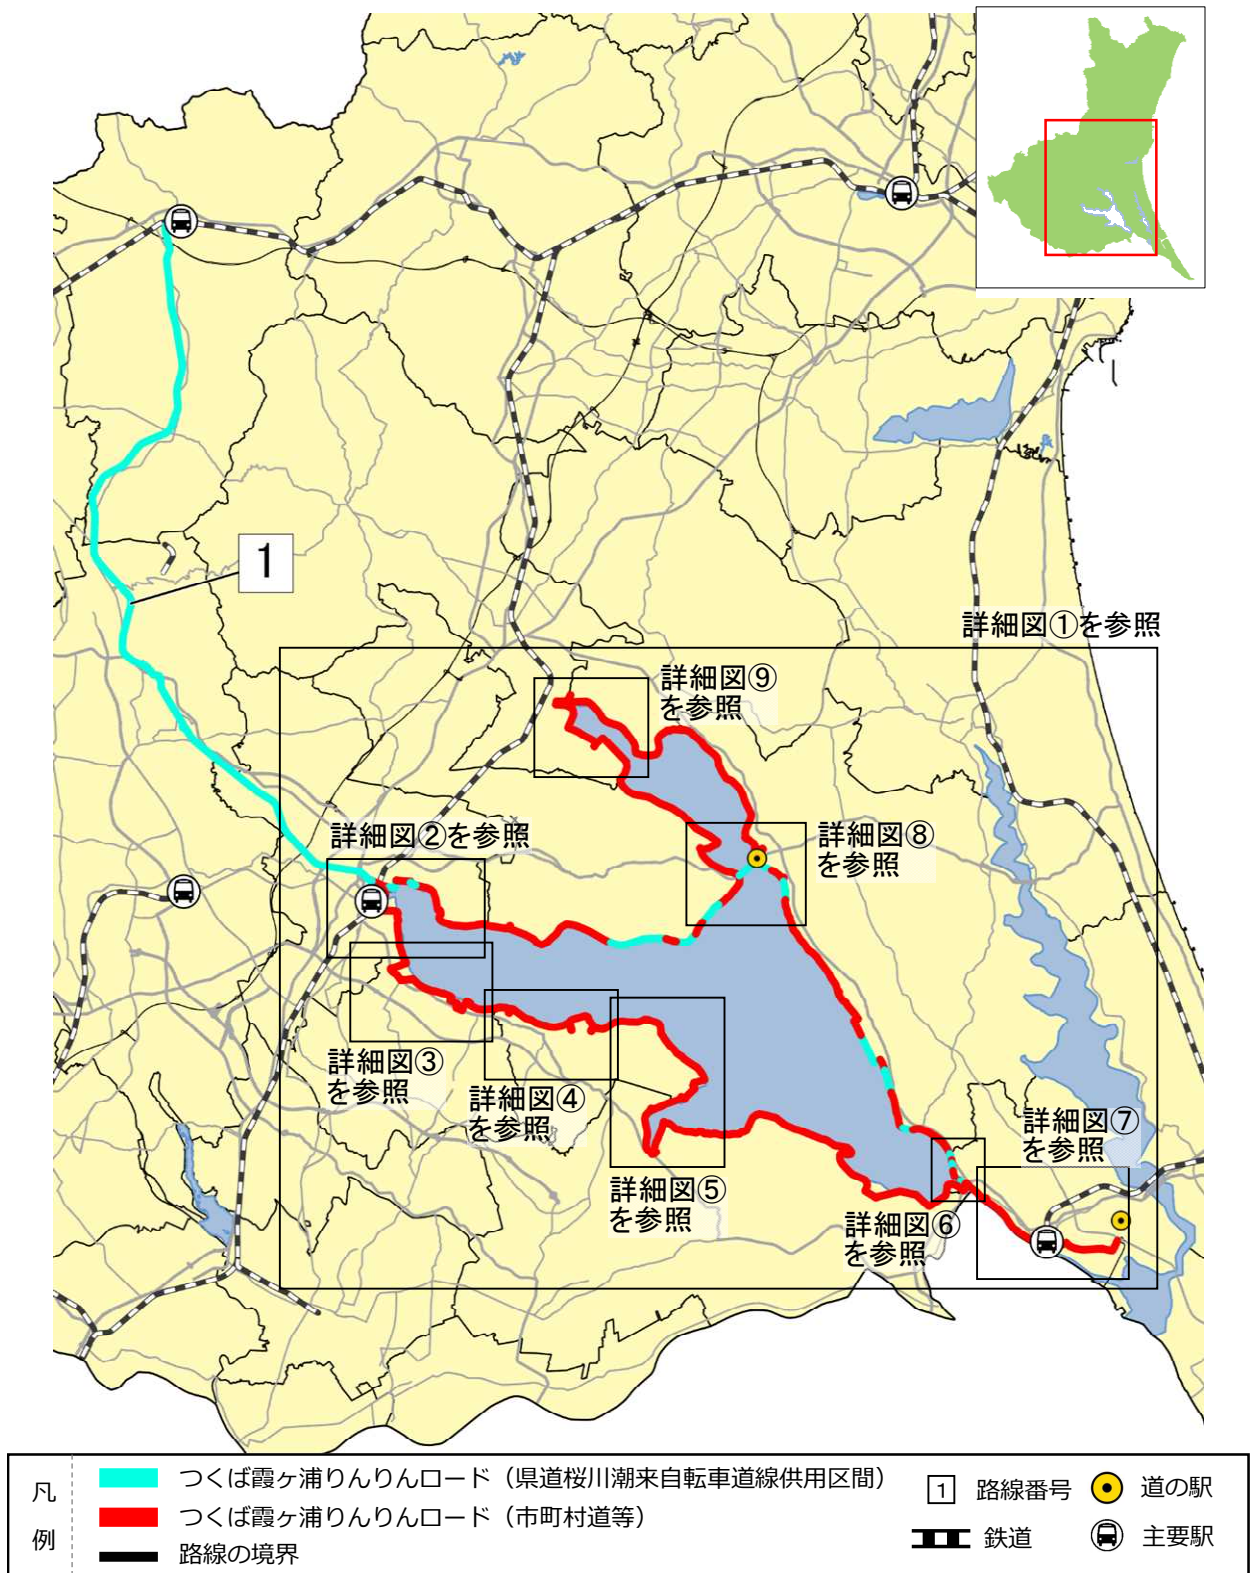 1
詳細図①を参照
詳細図⑨
を参照
詳細図②を参照
詳細図⑧
を参照
詳細図③
を参照
詳細図④
を参照
詳細図⑤
を参照
詳細図⑦
を参照
詳細図⑥
を参照
凡
例
つくば霞ヶ浦りんりんロード（県道桜川潮来自転車道線供用区間）
つくば霞ヶ浦りんりんロード（市町村道等）
路線の境界
1 路線番号
道の駅
鉄道
主要駅